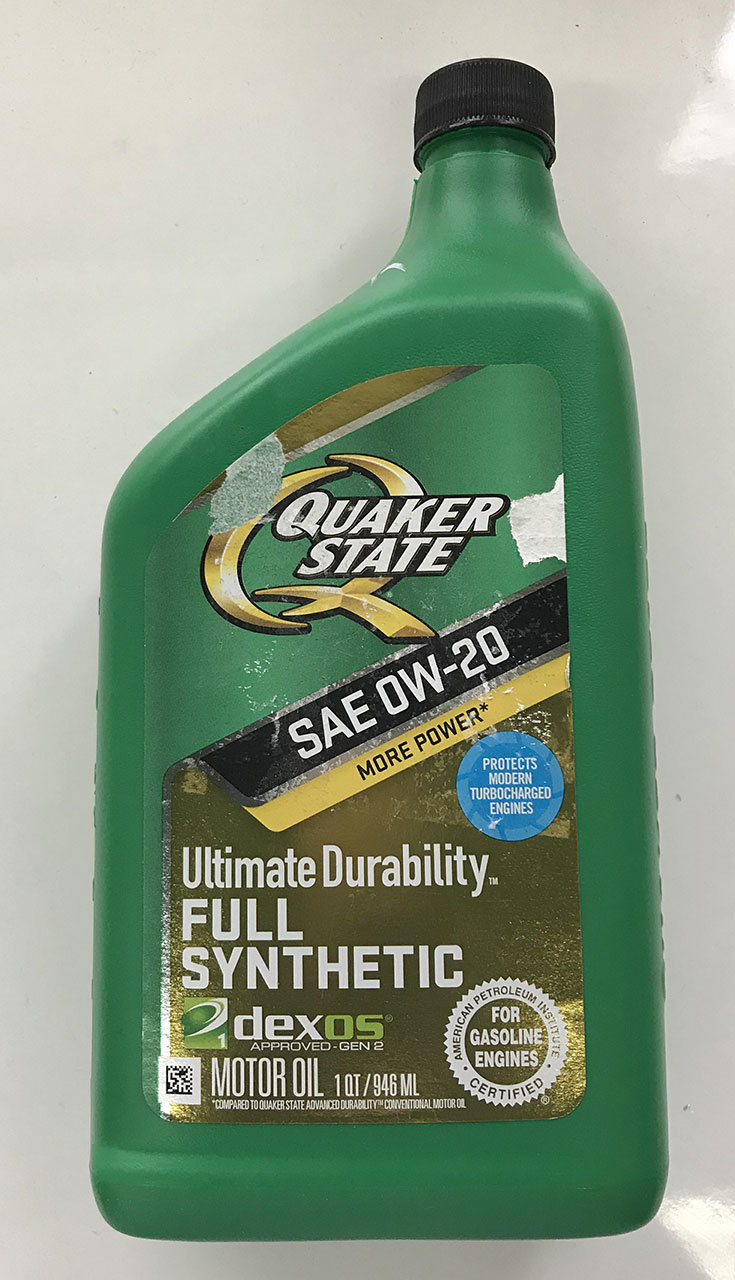 QUAKER
STATE®
SAE 0W-20
MORE POWER*
PROTECTS
MODERN
TURBOCHARGED
ENGINES
Ultimate Durability™
FULL
SYNTHETIC
1
dexos®
APPROVED - GEN 2
AMERICAN PETROLEUM INSTITUTE
FOR
GASOLINE
ENGINES
CERTIFIED
®
MOTOR OIL 1 QT / 946 ML
*COMPARED TO QUAKER STATE ADVANCED DURABILITY™ CONVENTIONAL MOTOR OIL